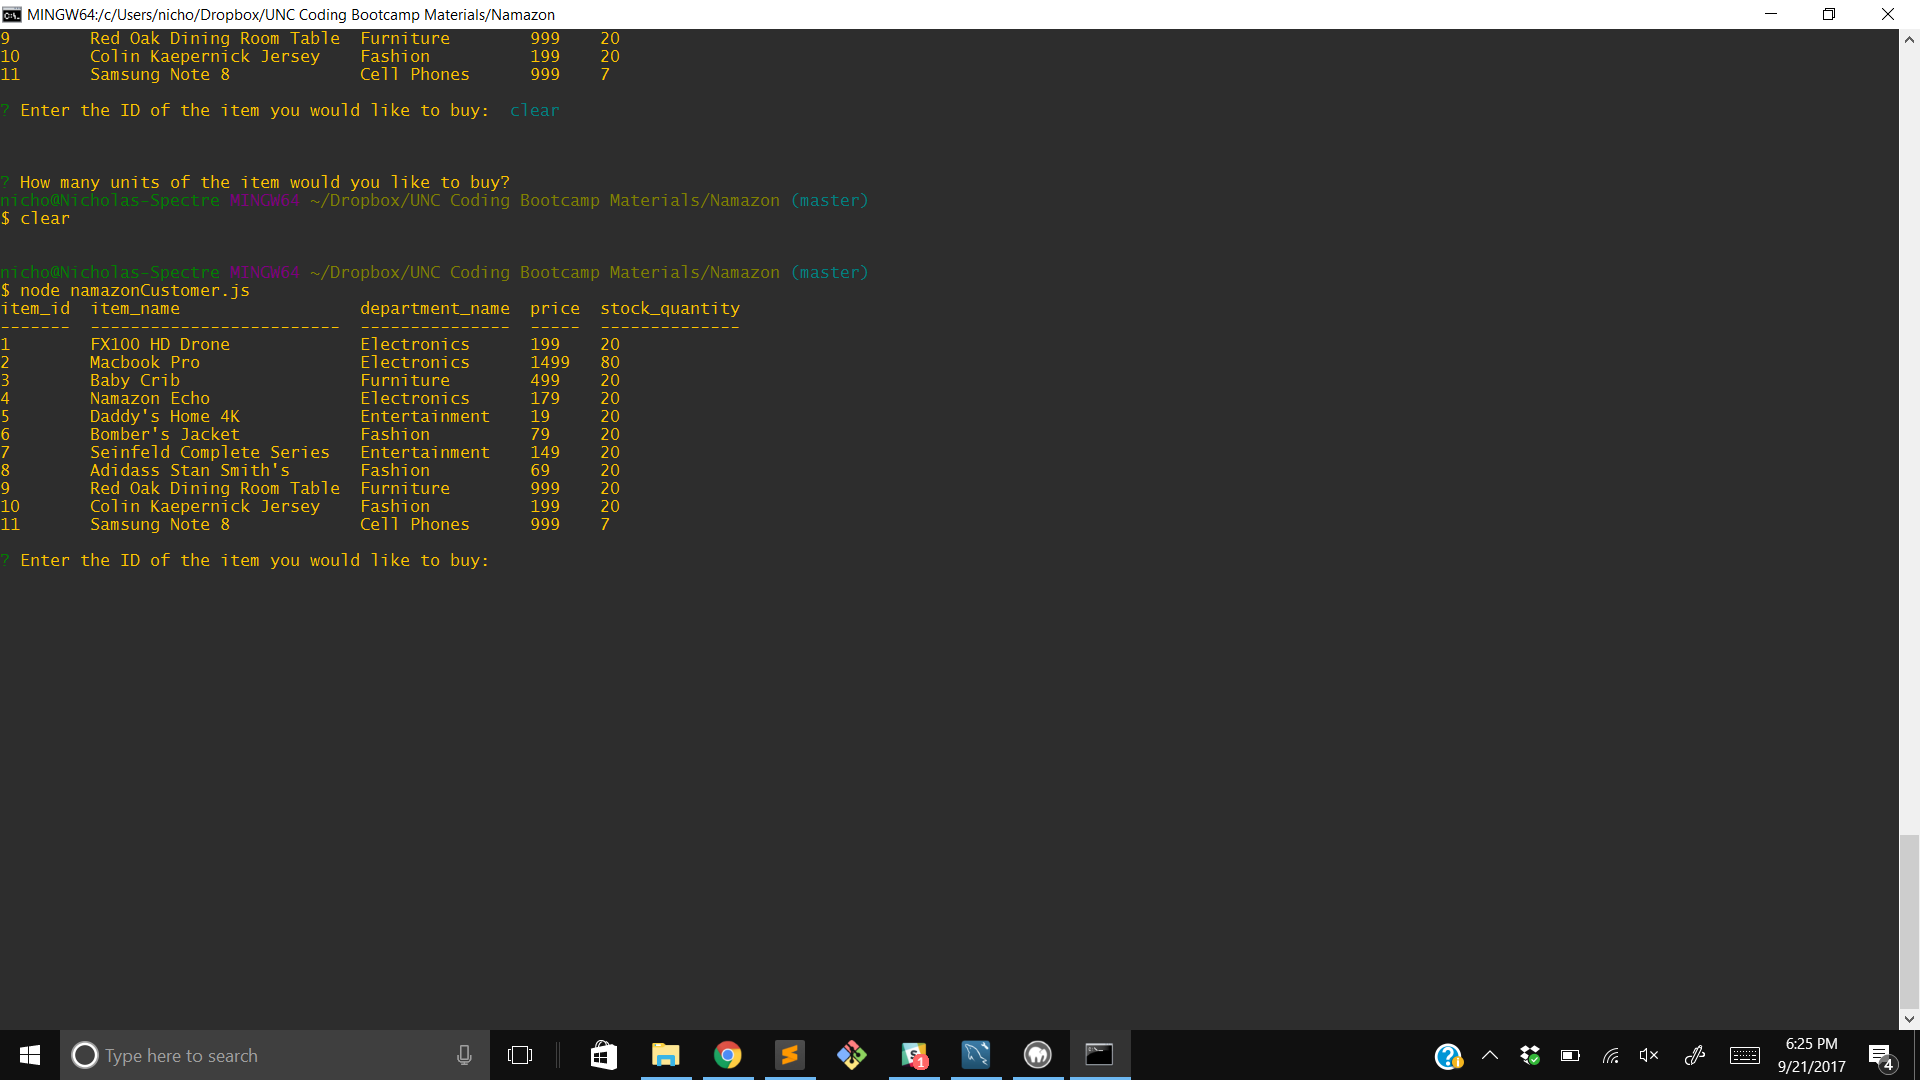 MINGW64:/c/Users/nicho/Dropbox/UNC Coding Bootcamp Materials/Namazon
9 Red Oak Dining Room Table Furniture 999 20
10 Colin Kaepernick Jersey Fashion 199 20
11 Samsung Note 8 Cell Phones 999 7
? Enter the ID of the item you would like to buy: clear
? How many units of the item would you like to buy?
nicho@Nicholas-Spectre MINGW64 ~/Dropbox/UNC Coding Bootcamp Materials/Namazon (master)
$ clear
nicho@Nicholas-Spectre MINGW64 ~/Dropbox/UNC Coding Bootcamp Materials/Namazon (master)
$ node namazonCustomer.js
item_id item_name department_name price stock_quantity
------- ------------------------- --------------- ----- --------------
1 FX100 HD Drone Electronics 199 20
2 Macbook Pro Electronics 1499 80
3 Baby Crib Furniture 499 20
4 Namazon Echo Electronics 179 20
5 Daddy's Home 4K Entertainment 19 20
6 Bomber's Jacket Fashion 79 20
7 Seinfeld Complete Series Entertainment 149 20
8 Adidass Stan Smith's Fashion 69 20
9 Red Oak Dining Room Table Furniture 999 20
10 Colin Kaepernick Jersey Fashion 199 20
11 Samsung Note 8 Cell Phones 999 7
? Enter the ID of the item you would like to buy:
Type here to search
1
6:25 PM
9/21/2017
4